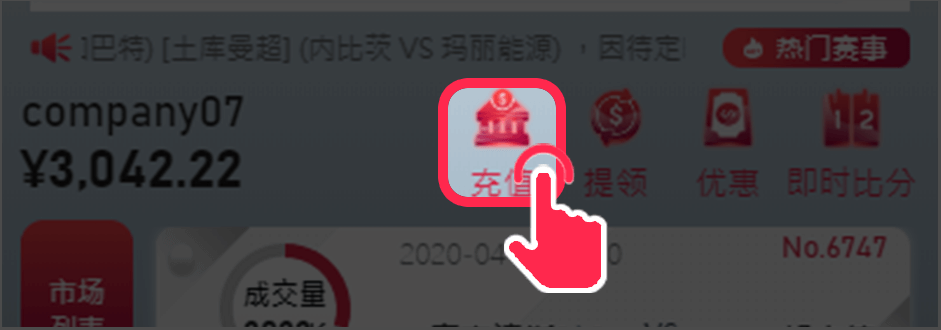 巴特) [土库曼超] (内比茨 VS 玛丽能源) ，因待定
热门赛事
company07
¥3,042.22
充值
提领
优惠
1 2
即时比分
2020-04
0
No.6747
市场
列表
成交量